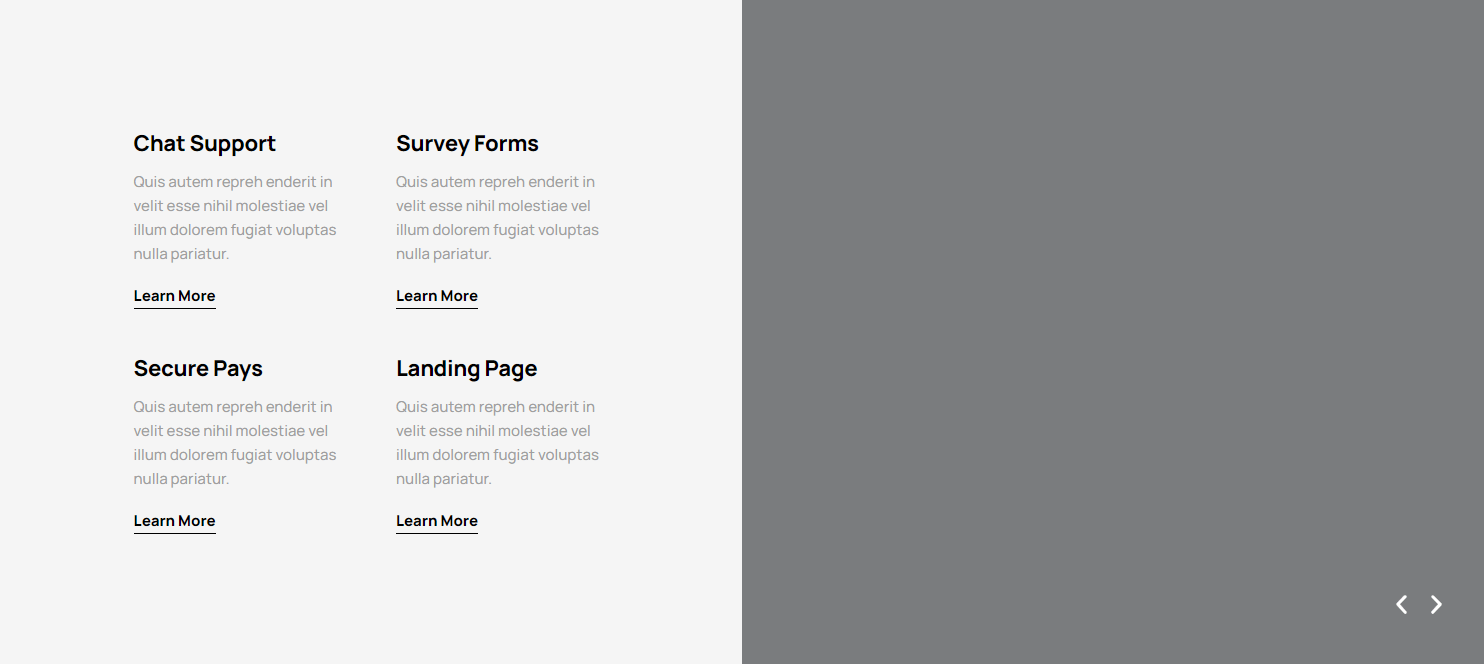 Chat Support
Quis autem repreh enderit in
velit esse nihil molestiae vel
illum dolorem fugiat voluptas
nulla pariatur.
Learn More
Survey Forms
Quis autem repreh enderit in
velit esse nihil molestiae vel
illum dolorem fugiat voluptas
nulla pariatur.
Learn More
Secure Pays
Quis autem repreh enderit in
velit esse nihil molestiae vel
illum dolorem fugiat voluptas
nulla pariatur.
Learn More
Landing Page
Quis autem repreh enderit in
velit esse nihil molestiae vel
illum dolorem fugiat voluptas
nulla pariatur.
Learn More